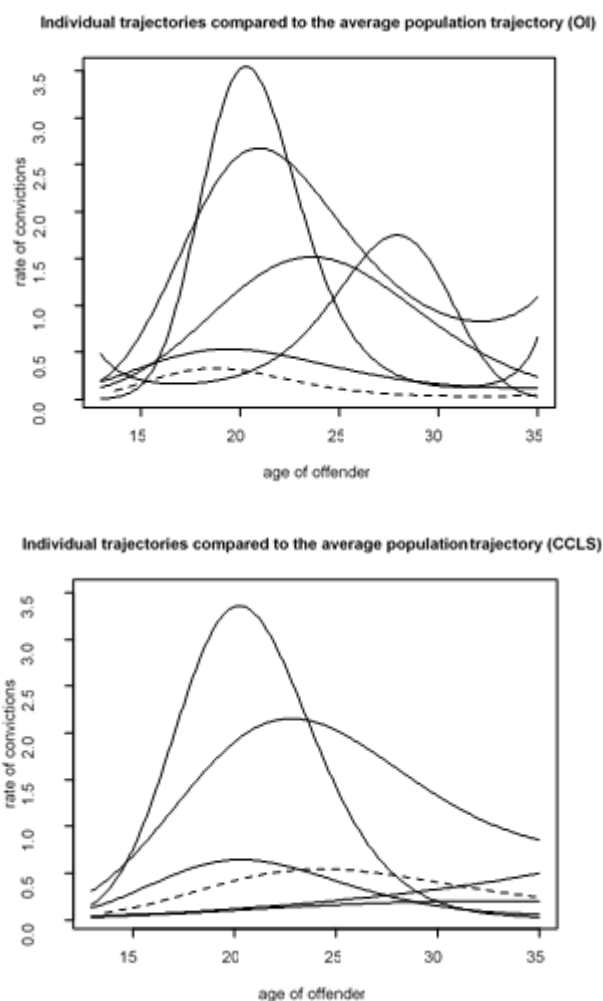 Individual trajectories compared to the average population trajectory (OI)
rate of convictions
0.0 0.5 1.0 1.5 2.0 2.5 3.0 3.5
15 20 25 30 35
age of offender
Individual trajectories compared to the average population trajectory (CCLS)
rate of convictions
0.0 0.5 1.0 1.5 2.0 2.5 3.0 3.5
15 20 25 30 35
age of offender